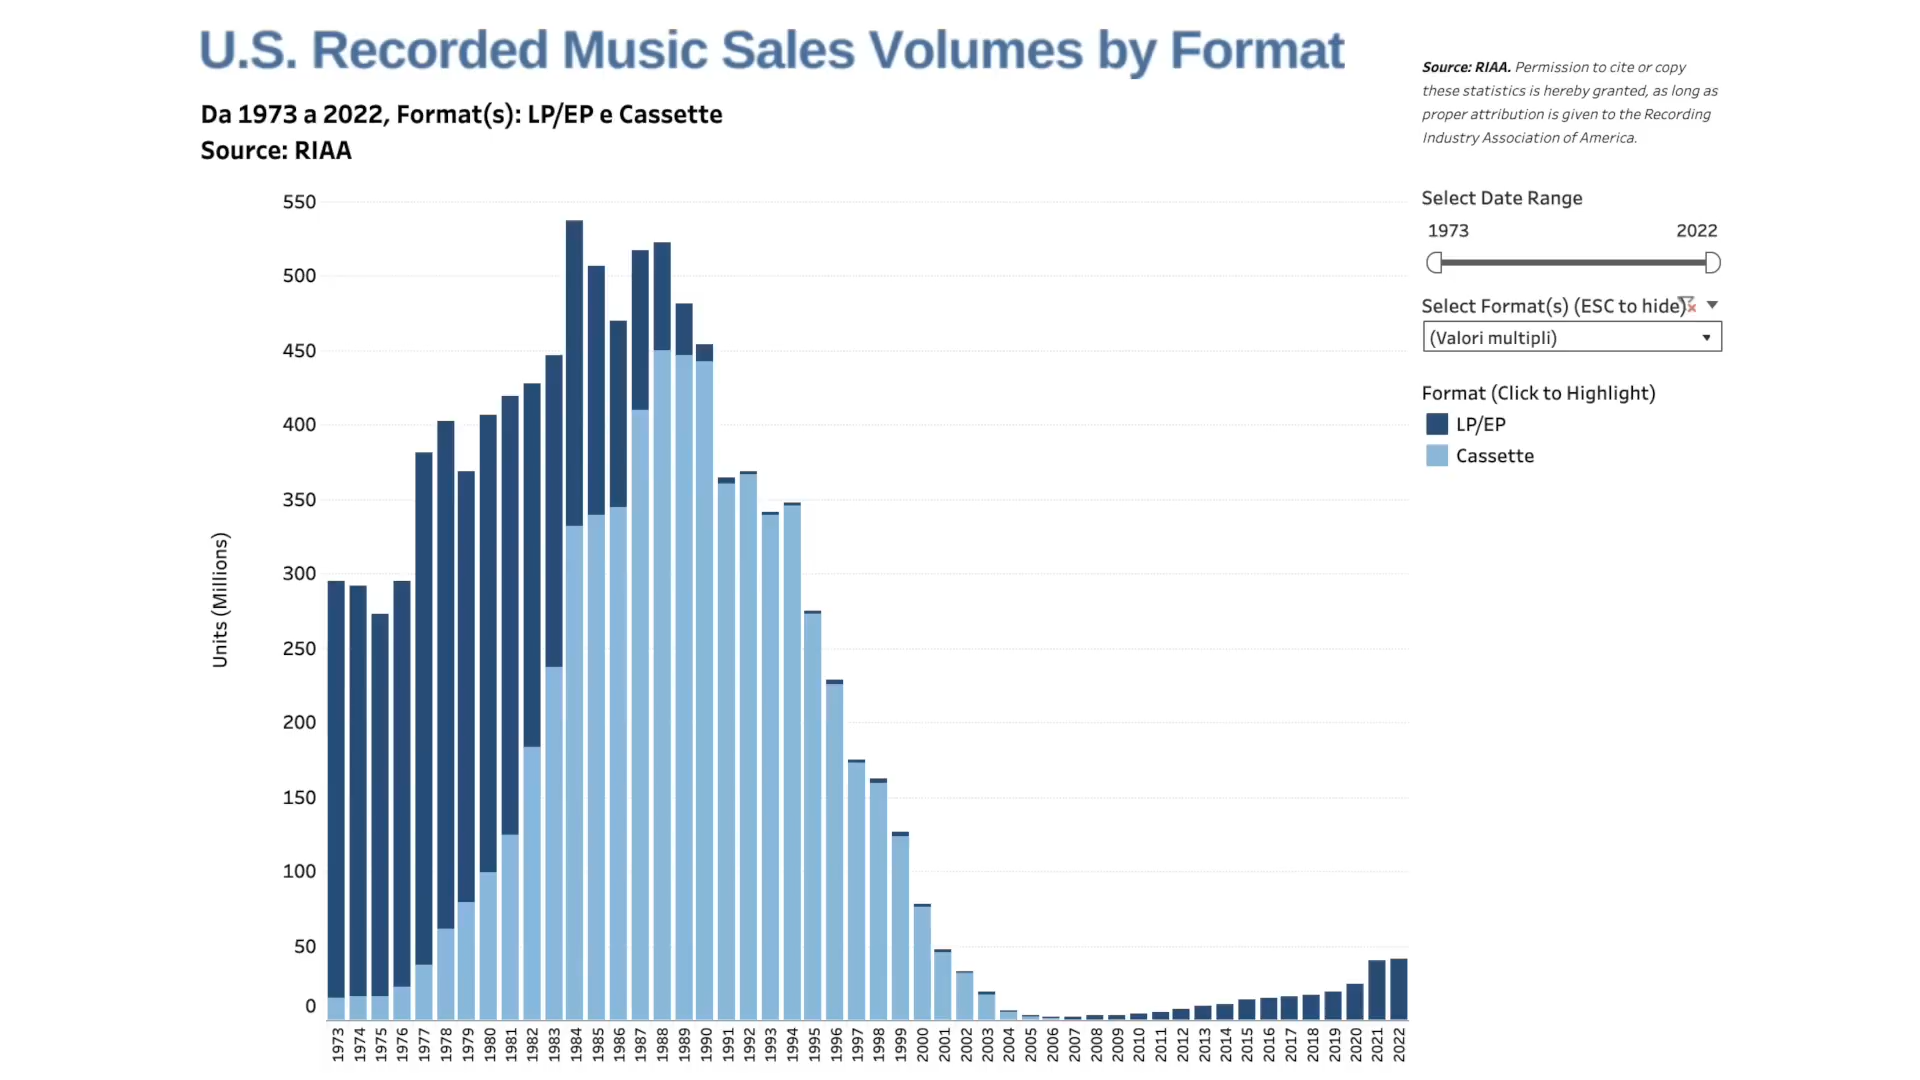 U.S. Recorded Music Sales Volumes by Format
Da 1973 a 2022, Format(s): LP/EP e Cassette
Source: RIAA
Source: RIAA. Permission to cite or copy
these statistics is hereby granted, as long as
proper attribution is given to the Recording
Industry Association of America.
Select Date Range
1973 2022
Select Format(s) (ESC to hide)
(Valori multipli)
Format (Click to Highlight)
LP/EP
Cassette
Units (Millions)
550
500
450
400
350
300
250
200
150
100
50
0
1973 1974 1975 1976 1977 1978 1979 1980 1981 1982 1983 1984 1985 1986 1987 1988 1989 1990 1991 1992 1993 1994 1995 1996 1997 1998 1999 2000 2001 2002 2003 2004 2005 2006 2007 2008 2009 2010 2011 2012 2013 2014 2015 2016 2017 2018 2019 2020 2021 2022